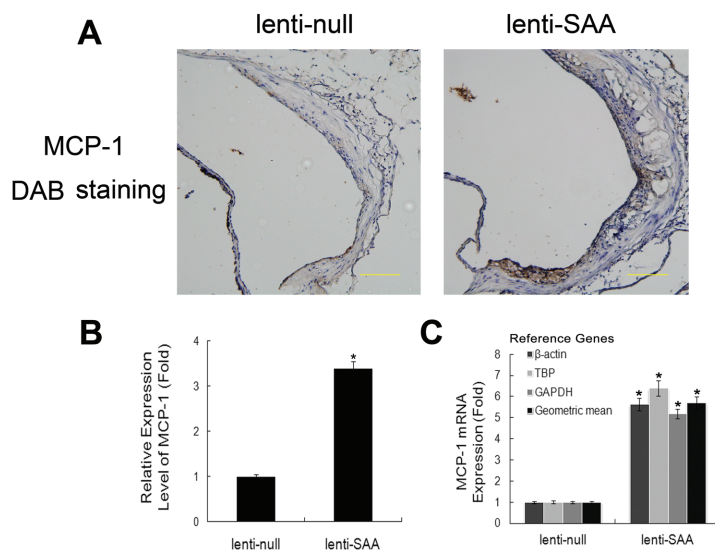 A
lenti-null
lenti-SAA
MCP-1
DAB staining
B
Relative Expression
Level of MCP-1 (Fold)
4
3
2
1
0
*
lenti-null
lenti-SAA
C
Reference Genes
β-actin
TBP
GAPDH
Geometric mean
MCP-1 mRNA
Expression (Fold)
8
7
6
5
4
3
2
1
0
* * * *
lenti-null
lenti-SAA